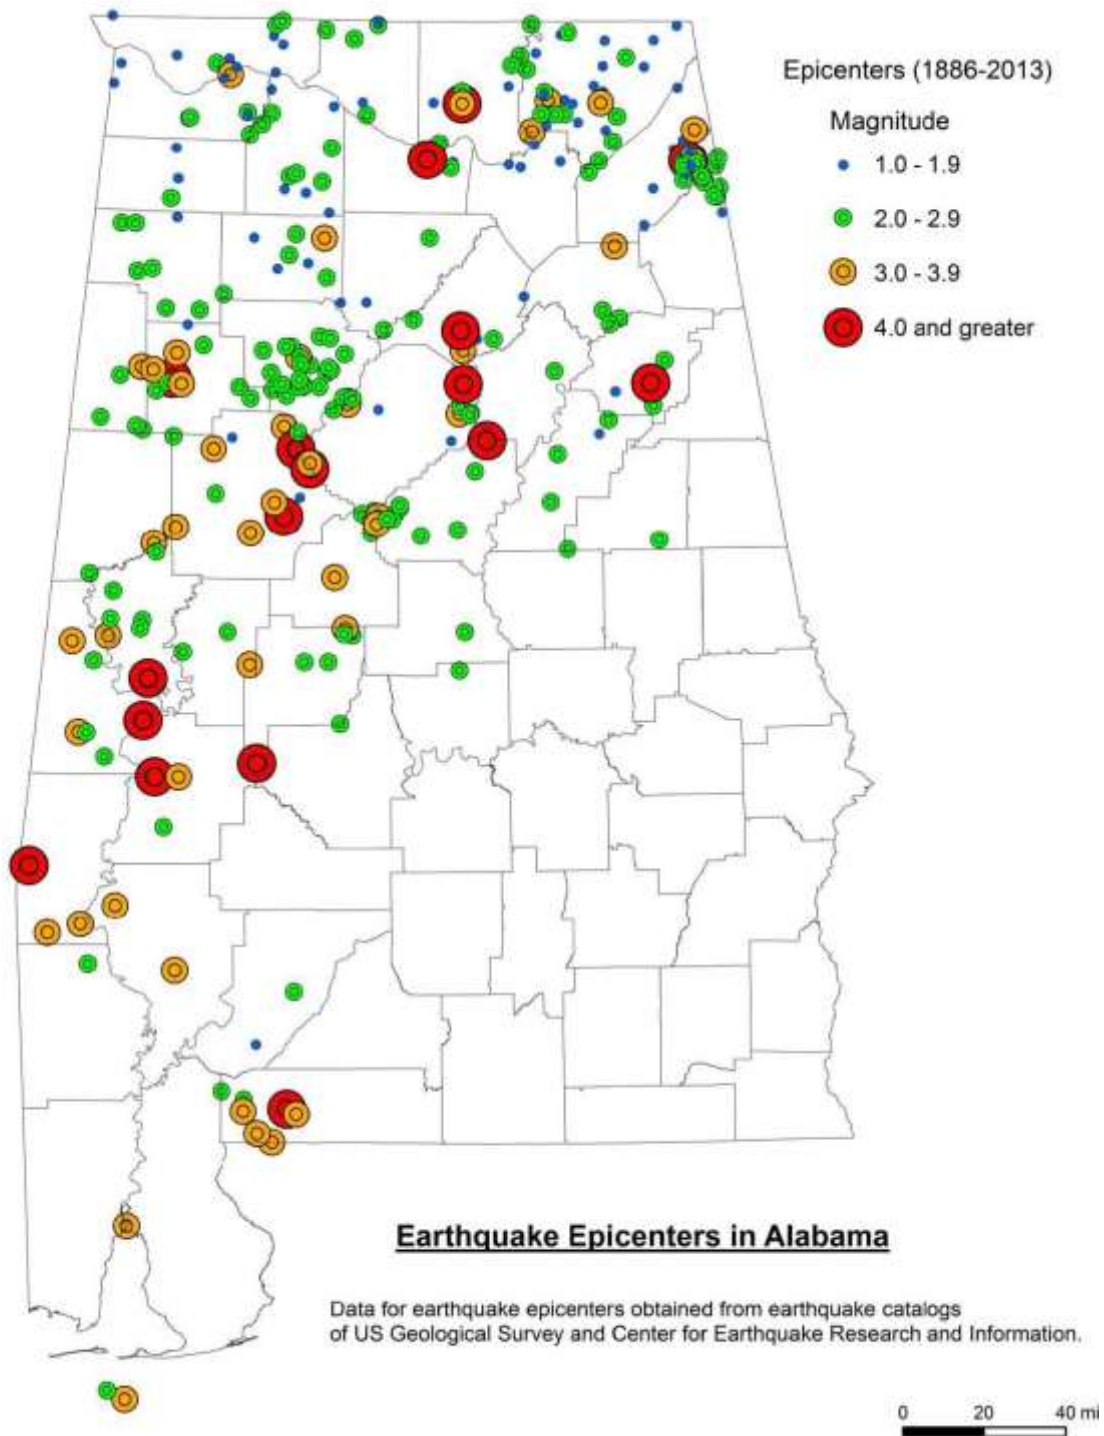 Epicenters (1886-2013)
Magnitude
1.0 - 1.9
2.0 - 2.9
3.0 - 3.9
4.0 and greater
Earthquake Epicenters in Alabama
Data for earthquake epicenters obtained from earthquake catalogs
of US Geological Survey and Center for Earthquake Research and Information.
0 20 40 mi